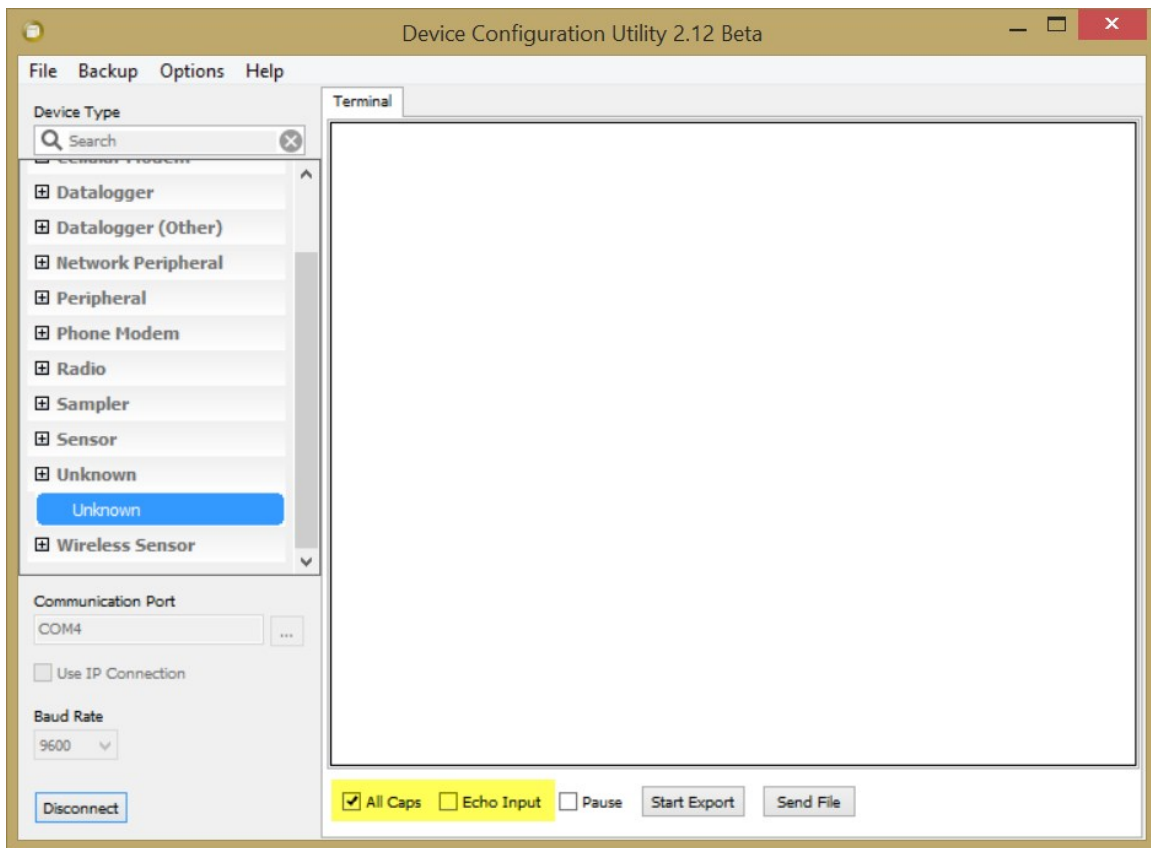 Device Configuration Utility 2.12 Beta
File Backup Options Help
Device Type
Search
Cellular Modem
Datalogger
Datalogger (Other)
Network Peripheral
Peripheral
Phone Modem
Radio
Sampler
Sensor
Unknown
Unknown
Wireless Sensor
Communication Port
COM4
...
Use IP Connection
Baud Rate
9600
Disconnect
Terminal
All Caps Echo Input Pause Start Export Send File